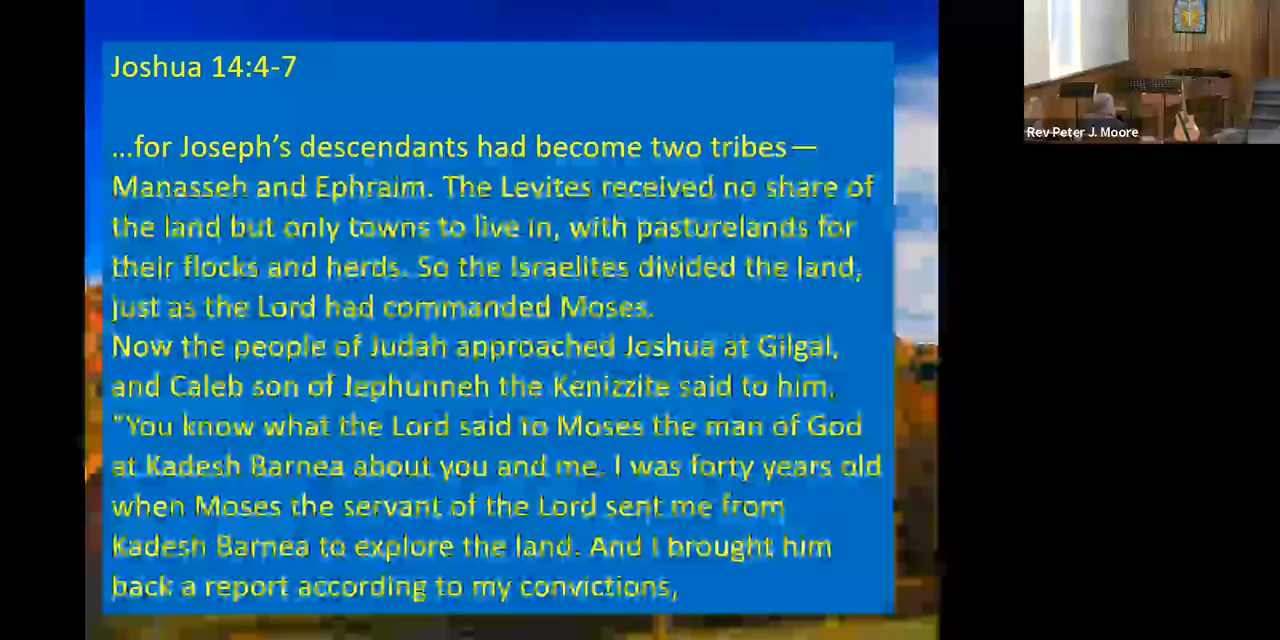 Joshua 14:4-7
...for Joseph's descendants had become two tribes—
Manasseh and Ephraim. The Levites received no share of
the land but only towns to live in, with pasturelands for
their flocks and herds. So the Israelites divided the land,
just as the Lord had commanded Moses.
Now the people of Judah approached Joshua at Gilgal,
and Caleb son of Jephunneh the Kenizzite said to him,
"You know what the Lord said to Moses the man of God
at Kadesh Barnea about you and me. I was forty years old
when Moses the servant of the Lord sent me from
Kadesh Barnea to explore the land. And I brought him
back a report according to my convictions,
Rev Peter J. Moore